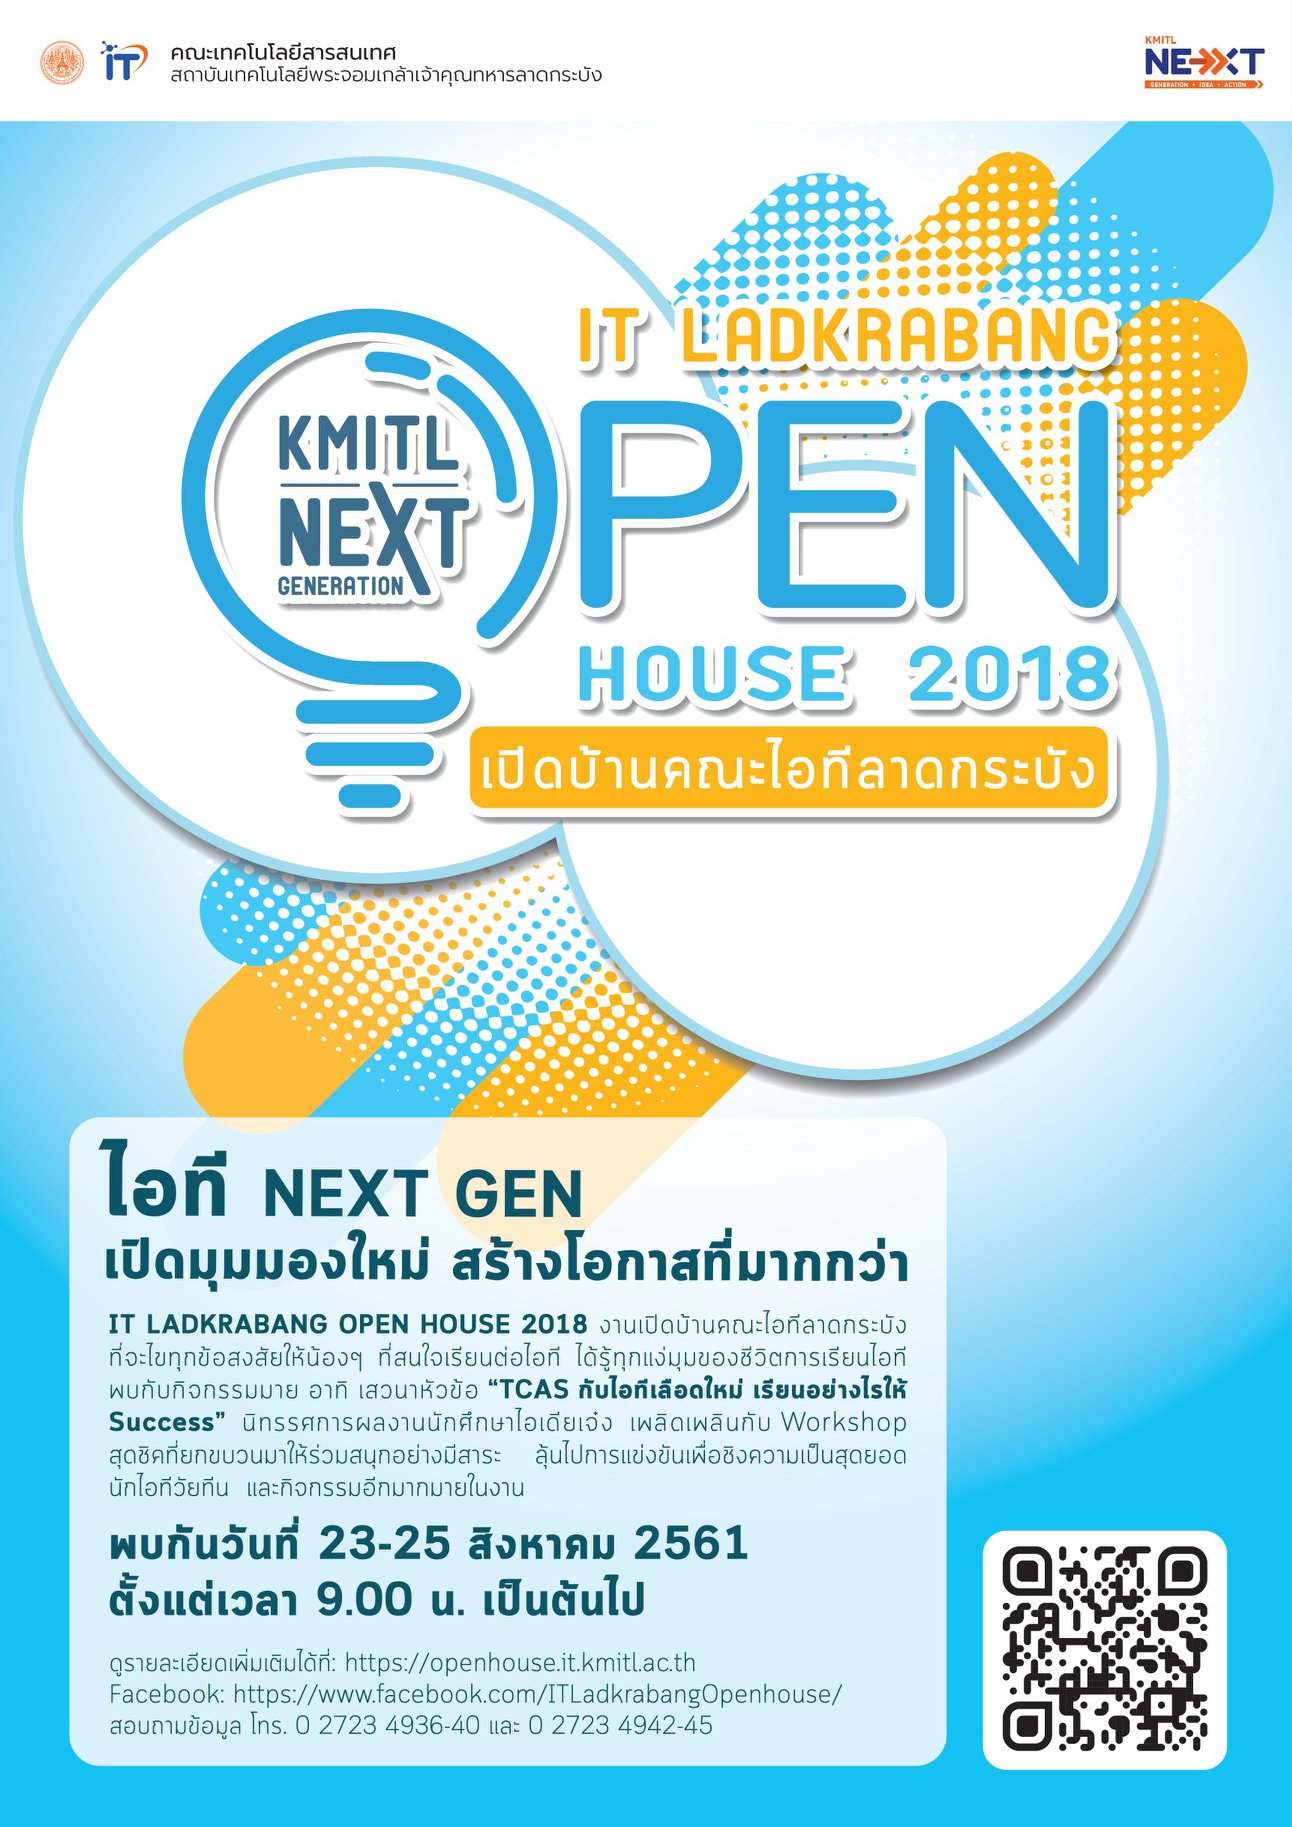 คณะเทคโนโลยีสารสนเทศ
สถาบันเทคโนโลยีพระจอมเกล้าเจ้าคุณทหารลาดกระบัง
IT
KMITL
NEXT
GENERATION • IDEA • ACTION
IT LADKRABANG
OPEN
HOUSE 2018
KMITL
NEXT
GENERATION
เปิดบ้านคณะไอทีลาดกระบัง
ไอที NEXT GEN
เปิดมุมมองใหม่ สร้างโอกาสที่มากกว่า
IT LADKRABANG OPEN HOUSE 2018 งานเปิดบ้านคณะไอทีลาดกระบัง
ที่จะไขทุกข้อสงสัยให้น้องๆ ที่สนใจเรียนต่อไอที ได้รู้ทุกแง่มุมของชีวิตการเรียนไอที
พบกับกิจกรรมมาย อาทิ เสวนาหัวข้อ “TCAS กับไอทีเลือดใหม่ เรียนอย่างไรให้
Success” นิทรรศการผลงานนักศึกษาไอเดียเจ๋ง เพลิดเพลินกับ Workshop
สุดชิคที่ยกขบวนมาให้ร่วมสนุกอย่างมีสาระ ลุ้นไปการแข่งขันเพื่อชิงความเป็นสุดยอด
นักไอทีวัยทีน และกิจกรรมอีกมากมายในงาน
พบกันวันที่ 23-25 สิงหาคม 2561
ตั้งแต่เวลา 9.00 น. เป็นต้นไป
ดูรายละเอียดเพิ่มเติมได้ที่: https://openhouse.it.kmitl.ac.th
Facebook: https://www.facebook.com/ITLadkrabangOpenhouse/
สอบถามข้อมูล โทร. 0 2723 4936-40 และ 0 2723 4942-45